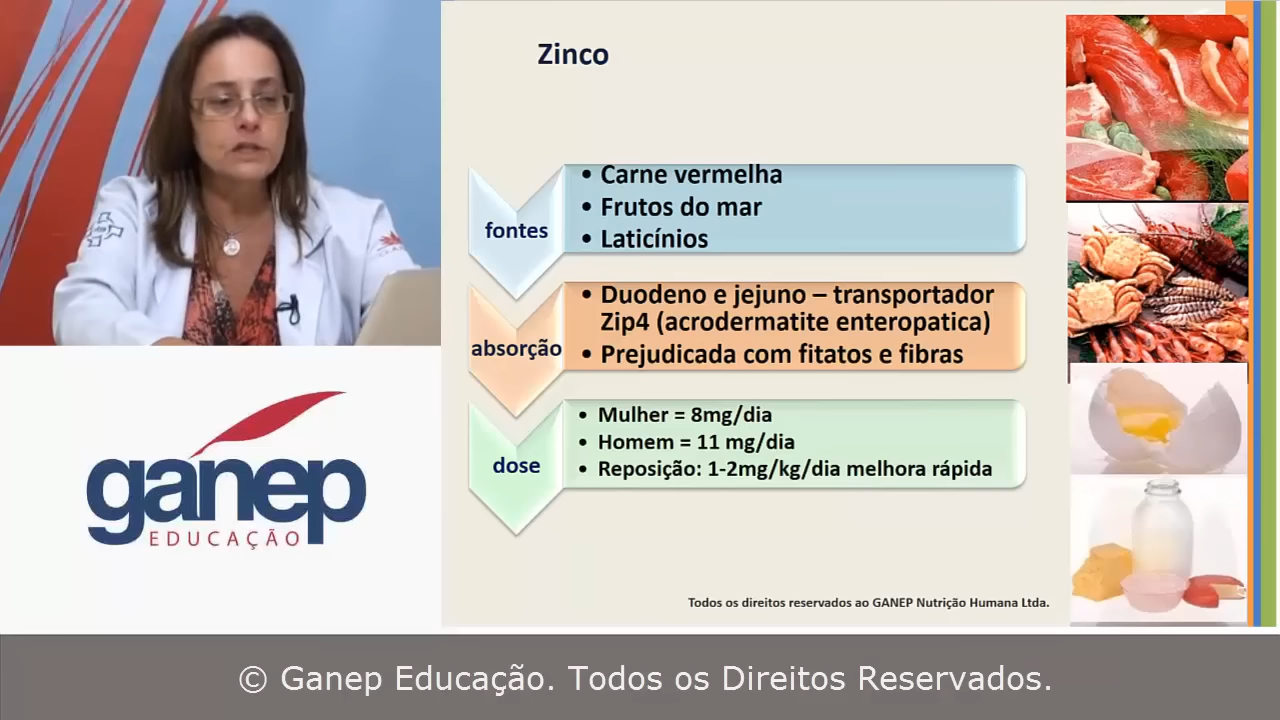 Zinco
fontes
• Carne vermelha
• Frutos do mar
• Laticínios
absorção
• Duodeno e jejuno – transportador
Zip4 (acrodermatite enteropatica)
• Prejudicada com fitatos e fibras
dose
• Mulher = 8mg/dia
• Homem = 11 mg/dia
• Reposição: 1-2mg/kg/dia melhora rápida
ganep
EDUCAÇÃO
Todos os direitos reservados ao GANEP Nutrição Humana Ltda.
© Ganep Educação. Todos os Direitos Reservados.